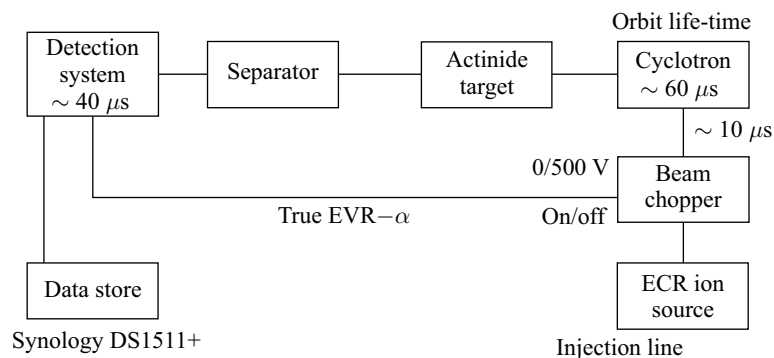 Orbit life-time
Detection
system
~ 40 μs
Separator
Actinide
target
Cyclotron
~ 60 μs
~ 10 μs
0/500 V
Beam
chopper
True EVR−α
On/off
Data store
ECR ion
source
Synology DS1511+
Injection line